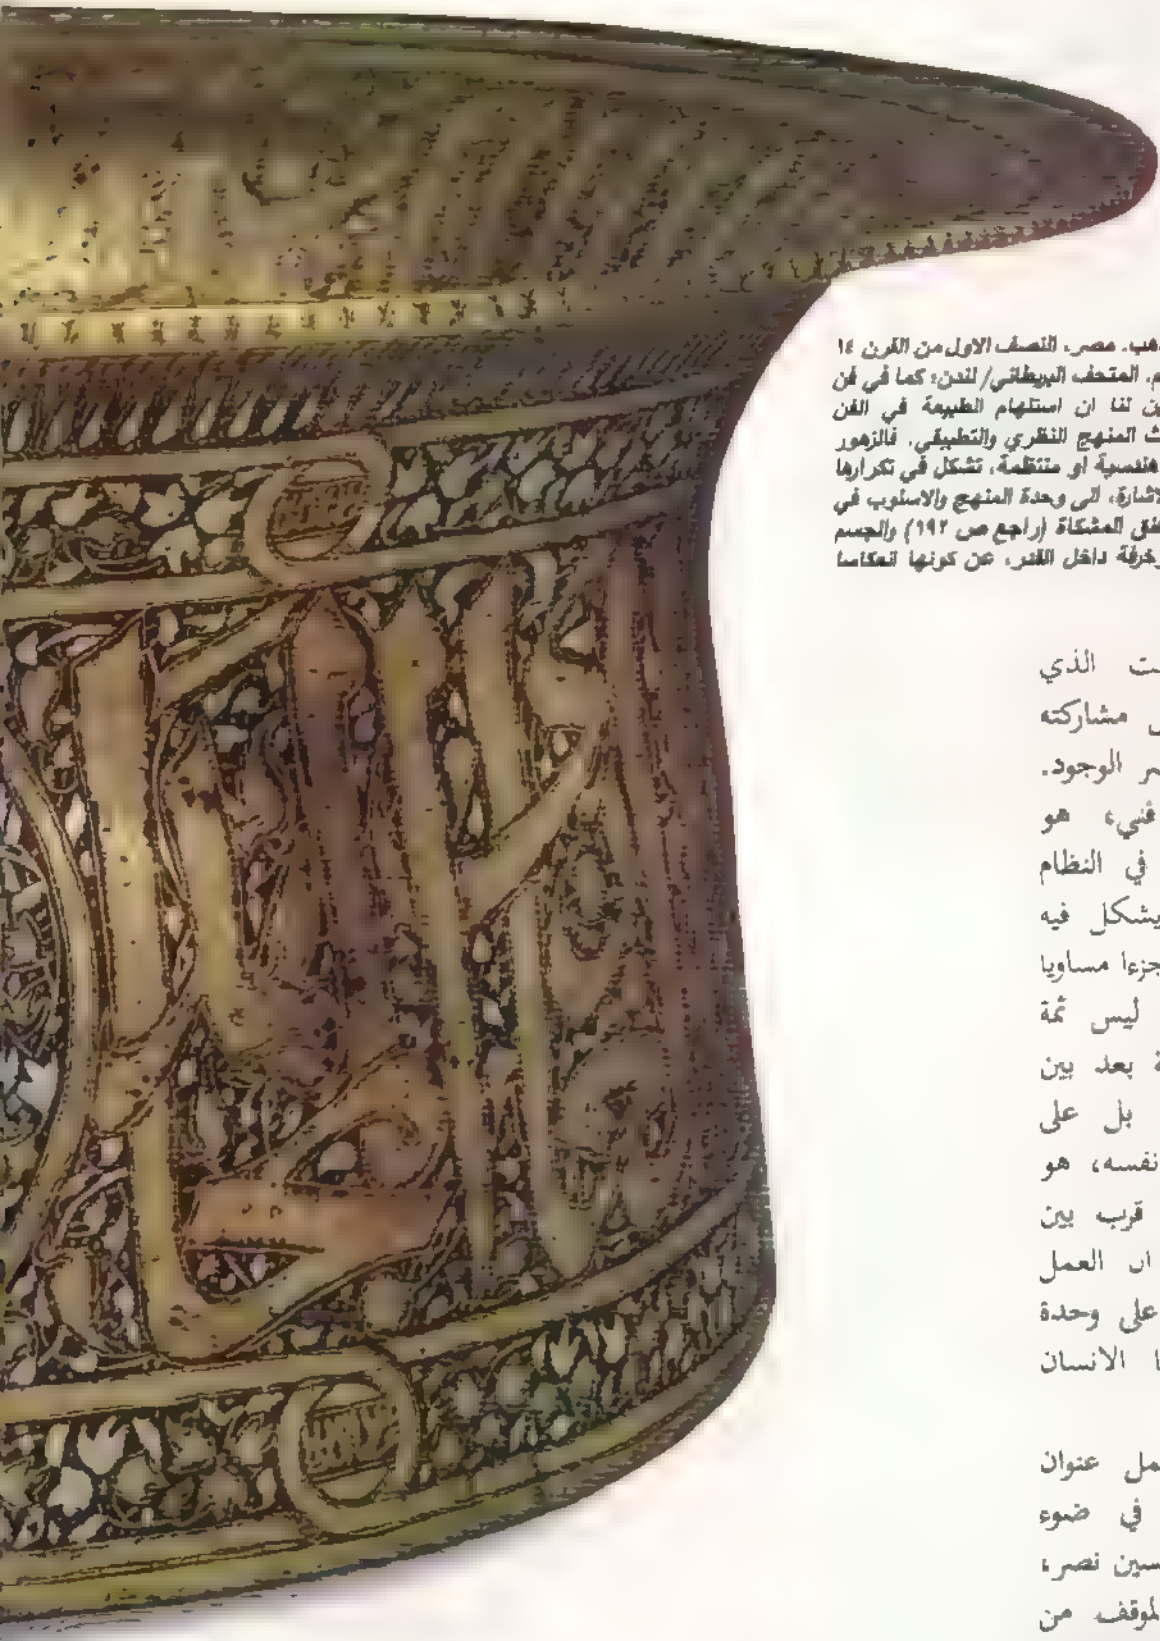 هب. مصر، النصف الاول من القرن ١٤
م. المتحف البريطاني/ لندن؛ كما في فن
ين لنا ان استلهام الطبيعة في الفن
ث المنهج النظري والتطبيقي. فالزهور
هندسية او منتظمة، تشكل في تكرارها
لاشارة، الى وحدة المنهج والاسلوب في
نق المشكاة (راجع ص ١٩٢) والجسم
زخرفة داخل القدر، عن كونها انعكاسا
ست الذي
ل مشاركته
سر الوجود.
فني، هو
في النظام
يشكل فيه
جزءا مساويا
ليس ثمة
ة بعد بين
بل على
نفسه، هو
قرب بين
ان العمل
على وحدة
ا الانسان
مل عنوان
في ضوء
سين نصر،
لموقف من